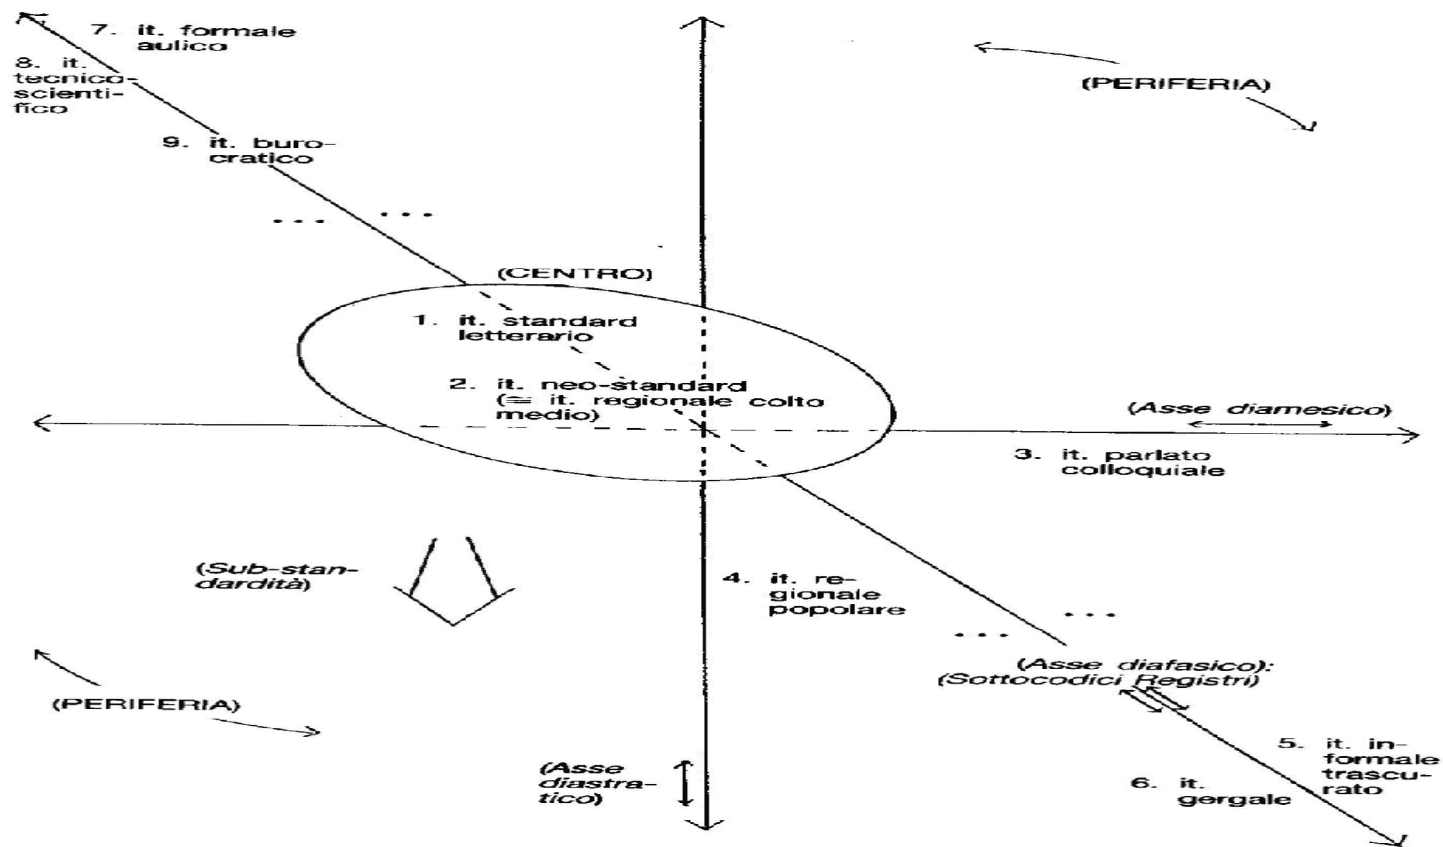 7. it. formale
aulico
8. it.
tecnico-
scienti-
fico
(PERIFERIA)
9. it. buro-
cratico
... ...
(CENTRO)
1. it. standard
letterario
2. it. neo-standard
(≅ it. regionale colto
medio)
(Asse diamesico)
3. it. parlato
colloquiale
(Sub-stan-
dardità)
4. it. re-
gionale
popolare
... ...
(Asse diafasico):
(Sottocodici Registri)
(PERIFERIA)
(Asse
diastra-
tico)
5. it. in-
formale
trascu-
rato
6. it.
gergale